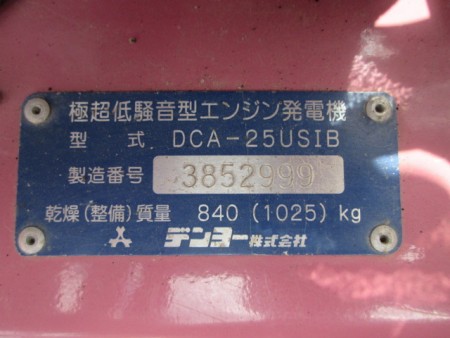 極超低騒音型エンジン発電機
型式 DCA-25USIB
製造番号 3852999
乾燥(整備)質量 840 (1025) kg
デンヨー株式会社